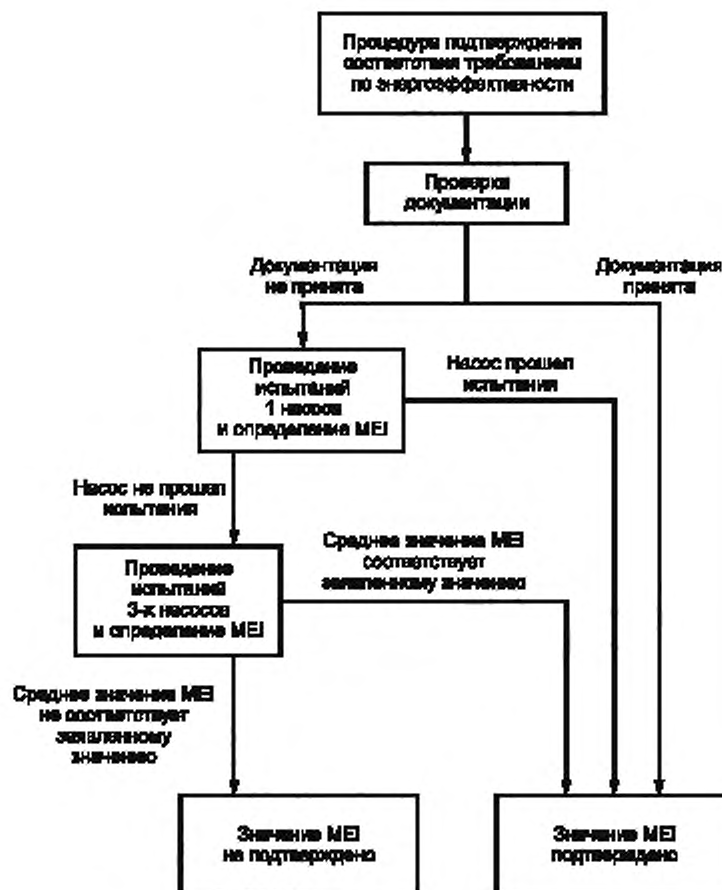 Процедура подтверждения
соответствия требованиям
по энергоэффективности
Проверка
документации
Документация
не принята
Документация
принята
Проведение
испытаний
1 насоса
и определение MEI
Насос прошел
испытания
Насос не прошел
испытания
Проведение
испытаний
3-х насосов
и определение MEI
Среднее значение MEI
соответствует
заявленному значению
Среднее значение MEI
не соответствует
заявленному
значению
Значение MEI
не подтверждено
Значение MEI
подтверждено